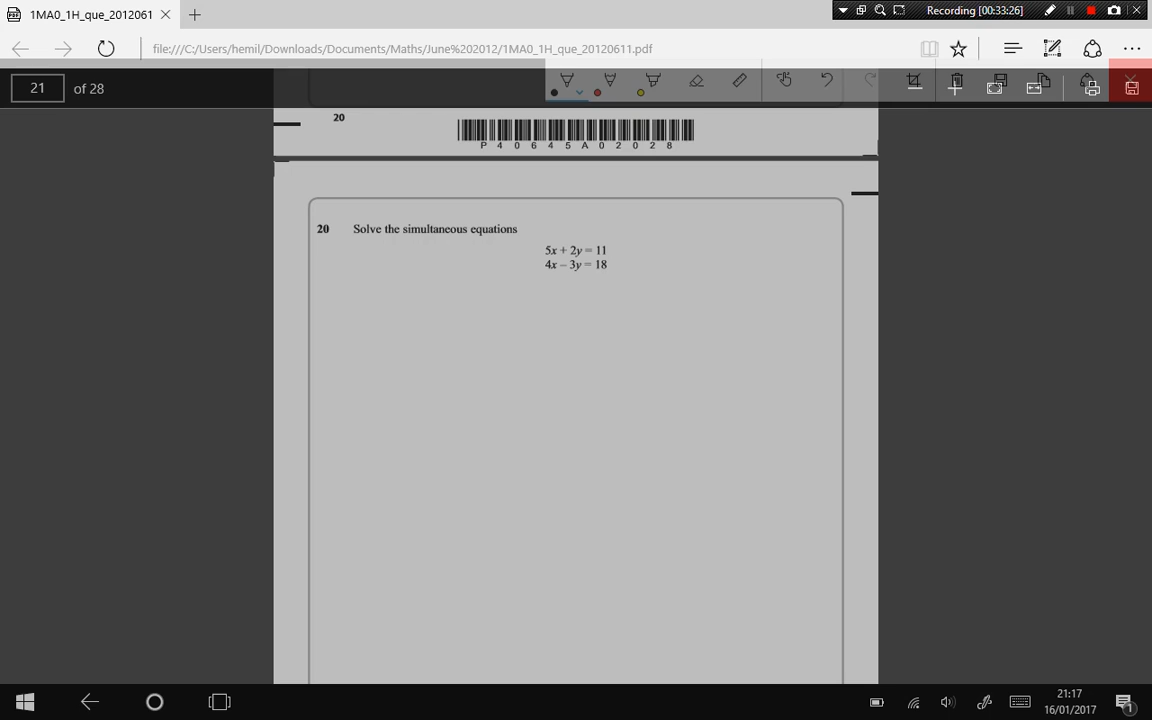 1MA0_1H_que_2012061
Recording [00:33:26]
file:///C:/Users/hemil/Downloads/Documents/Maths/June%202012/1MA0_1H_que_20120611.pdf
21 of 28
20
P 4 0 6 4 5 A 0 2 0 2 8
20 Solve the simultaneous equations
5x + 2y = 11
4x − 3y = 18
21:17
16/01/2017
1